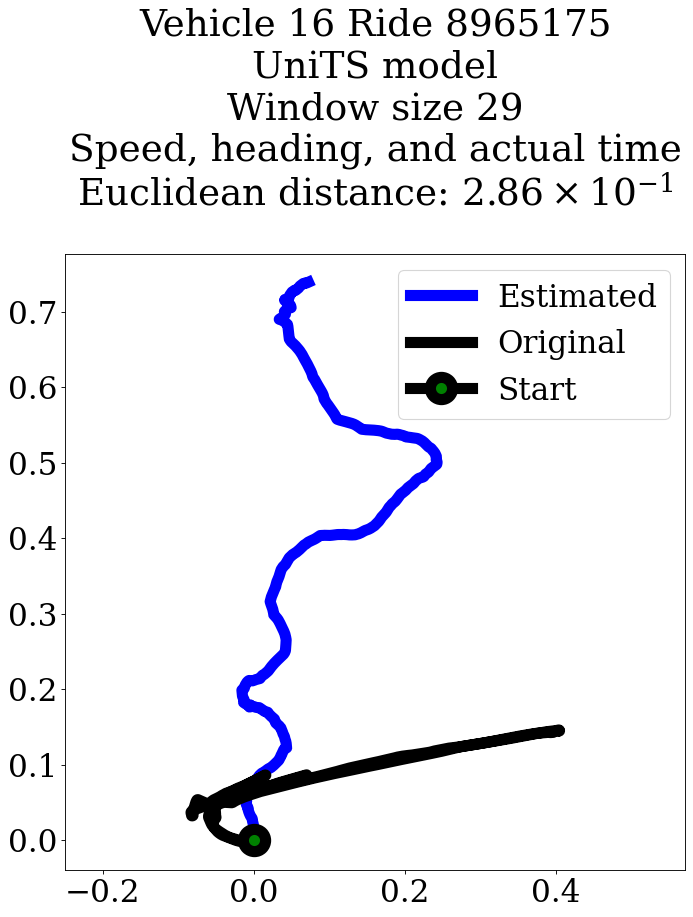 Vehicle 16 Ride 8965175
UniTS model
Window size 29
Speed, heading, and actual time
Euclidean distance: 2.86 × 10⁻¹
Estimated
Original
Start
0.7
0.6
0.5
0.4
0.3
0.2
0.1
0.0
−0.2 0.0 0.2 0.4